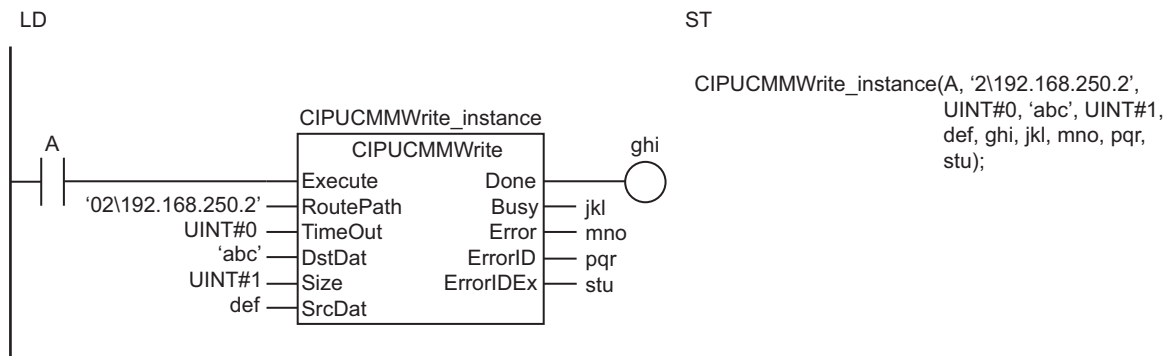 LD
ST
CIPUCMMWrite_instance(A, ‘2\192.168.250.2’,
UINT#0, ‘abc’, UINT#1,
def, ghi, jkl, mno, pqr,
stu);
CIPUCMMWrite_instance
A
CIPUCMMWrite
ghi
Execute Done
‘02\192.168.250.2’ RoutePath Busy jkl
UINT#0 TimeOut Error mno
‘abc’ DstDat ErrorID pqr
UINT#1 Size ErrorIDEx stu
def SrcDat